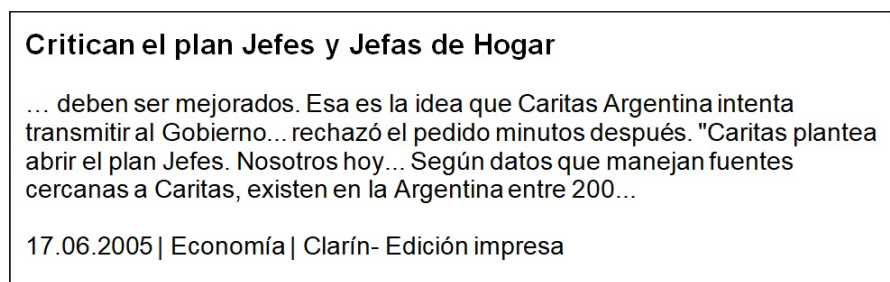 Critican el plan Jefes y Jefas de Hogar
… deben ser mejorados. Esa es la idea que Caritas Argentina intenta
transmitir al Gobierno... rechazó el pedido minutos después. "Caritas plantea
abrir el plan Jefes. Nosotros hoy... Según datos que manejan fuentes
cercanas a Caritas, existen en la Argentina entre 200...
17.06.2005 | Economía | Clarín- Edición impresa